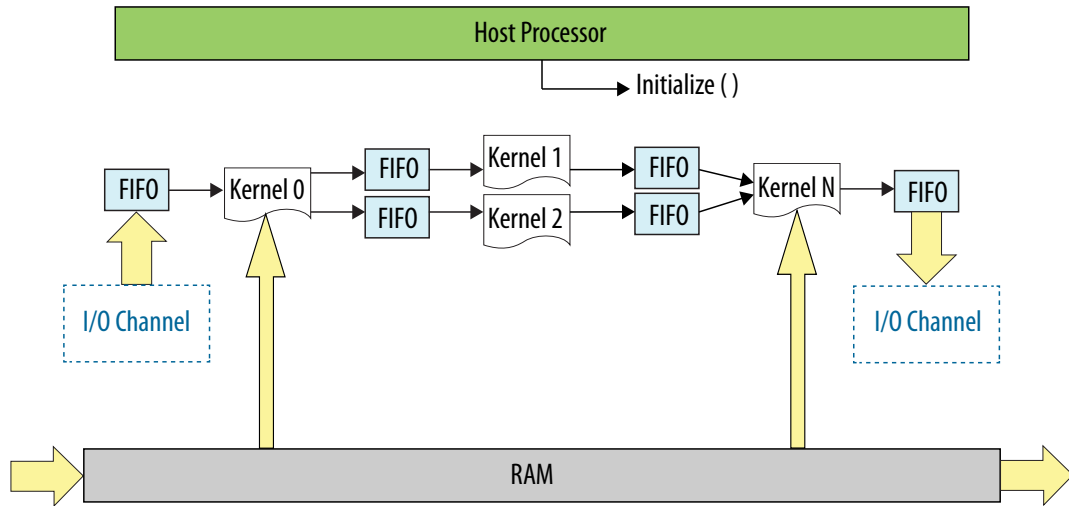 Host Processor
Initialize ( )
FIFO
Kernel 0
FIFO
FIFO
Kernel 1
Kernel 2
FIFO
FIFO
Kernel N
FIFO
I/O Channel
I/O Channel
RAM